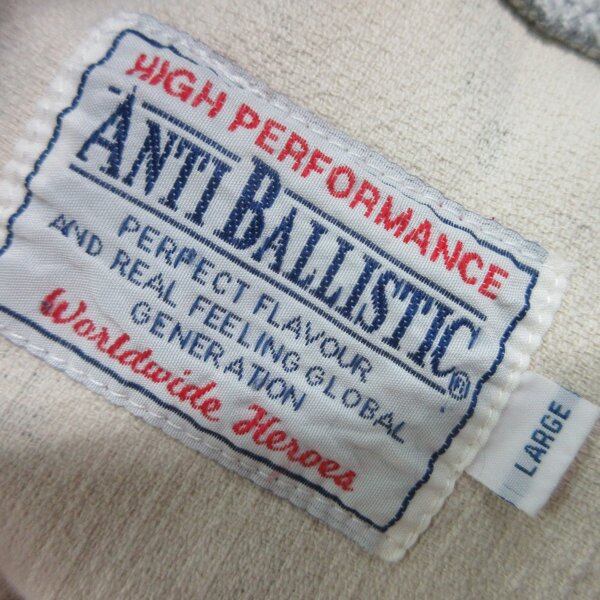 HIGH PERFORMANCE
ANTI BALLISTIC®
PERFECT FLAVOUR
AND REAL FEELING GLOBAL
GENERATION
Worldwide Heroes
LARGE